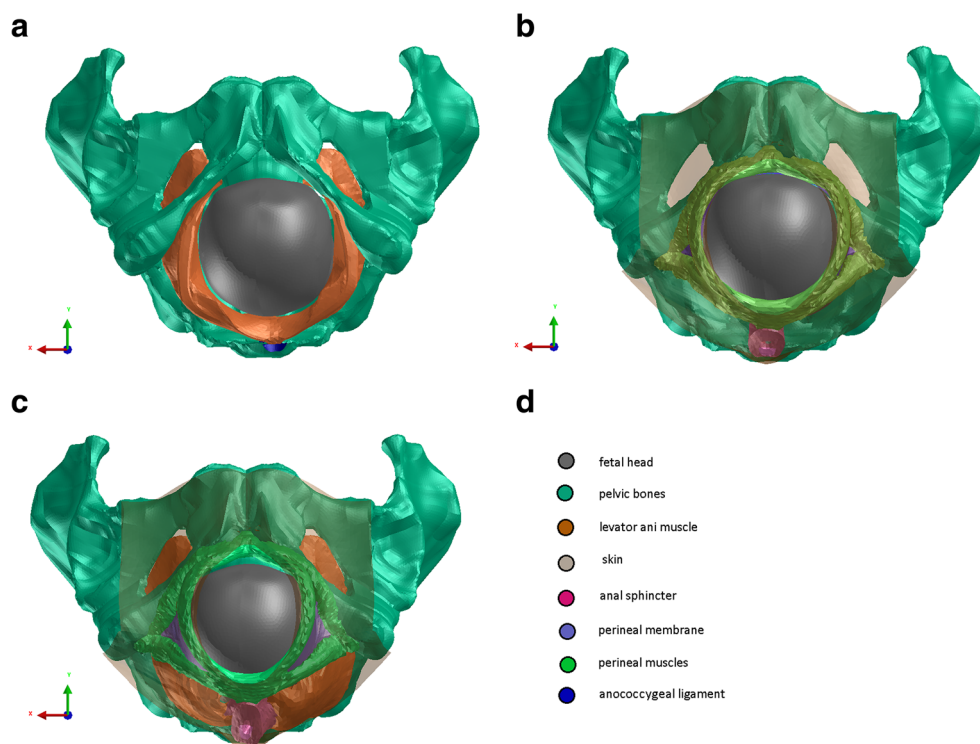 a
b
Y
X
Y
X
c
d
fetal head
pelvic bones
levator ani muscle
skin
anal sphincter
perineal membrane
perineal muscles
anococcygeal ligament
Y
X